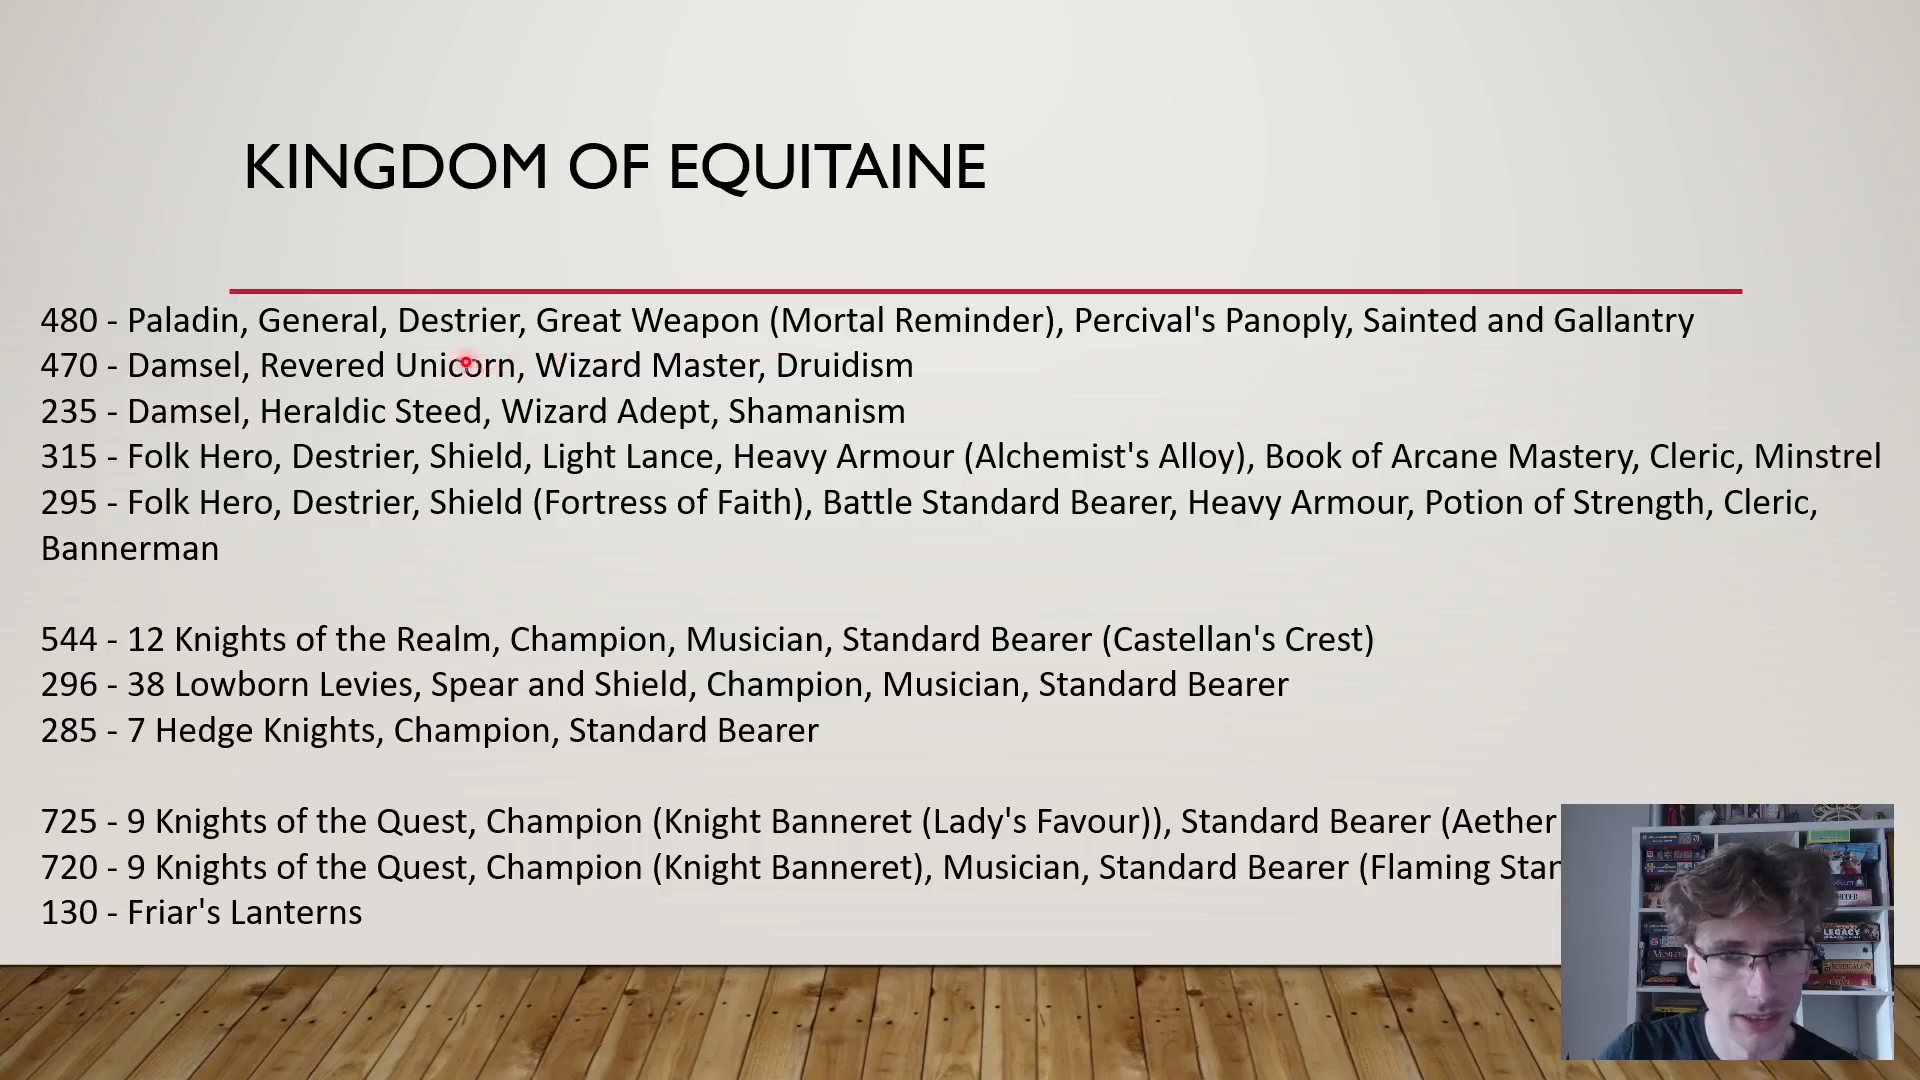 KINGDOM OF EQUITAINE
480 - Paladin, General, Destrier, Great Weapon (Mortal Reminder), Percival's Panoply, Sainted and Gallantry
470 - Damsel, Revered Unicorn, Wizard Master, Druidism
235 - Damsel, Heraldic Steed, Wizard Adept, Shamanism
315 - Folk Hero, Destrier, Shield, Light Lance, Heavy Armour (Alchemist's Alloy), Book of Arcane Mastery, Cleric, Minstrel
295 - Folk Hero, Destrier, Shield (Fortress of Faith), Battle Standard Bearer, Heavy Armour, Potion of Strength, Cleric,
Bannerman
544 - 12 Knights of the Realm, Champion, Musician, Standard Bearer (Castellan's Crest)
296 - 38 Lowborn Levies, Spear and Shield, Champion, Musician, Standard Bearer
285 - 7 Hedge Knights, Champion, Standard Bearer
725 - 9 Knights of the Quest, Champion (Knight Banneret (Lady's Favour)), Standard Bearer (Aether
720 - 9 Knights of the Quest, Champion (Knight Banneret), Musician, Standard Bearer (Flaming
130 - Friar's Lanterns
LEGACY